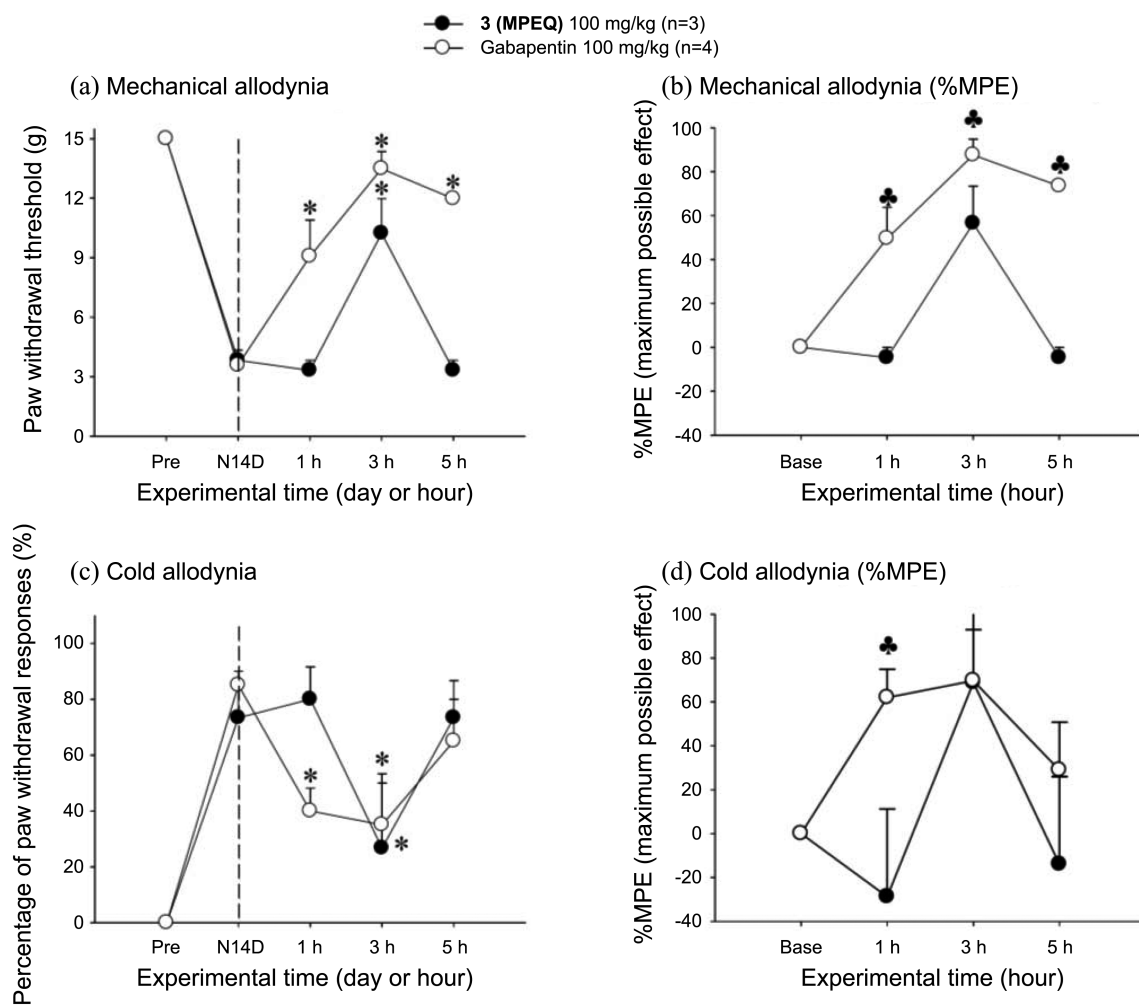 3 (MPEQ) 100 mg/kg (n=3)
Gabapentin 100 mg/kg (n=4)
(a) Mechanical allodynia
Paw withdrawal threshold (g)
15
12
9
6
3
0
* * * *
Pre N14D 1 h 3 h 5 h
Experimental time (day or hour)
(b) Mechanical allodynia (%MPE)
%MPE (maximum possible effect)
100
80
60
40
20
0
-20
-40
♣ ♣ ♣
Base 1 h 3 h 5 h
Experimental time (hour)
(c) Cold allodynia
Percentage of paw withdrawal responses (%)
100
80
60
40
20
0
* * *
Pre N14D 1 h 3 h 5 h
Experimental time (day or hour)
(d) Cold allodynia (%MPE)
%MPE (maximum possible effect)
100
80
60
40
20
0
-20
-40
♣
Base 1 h 3 h 5 h
Experimental time (hour)